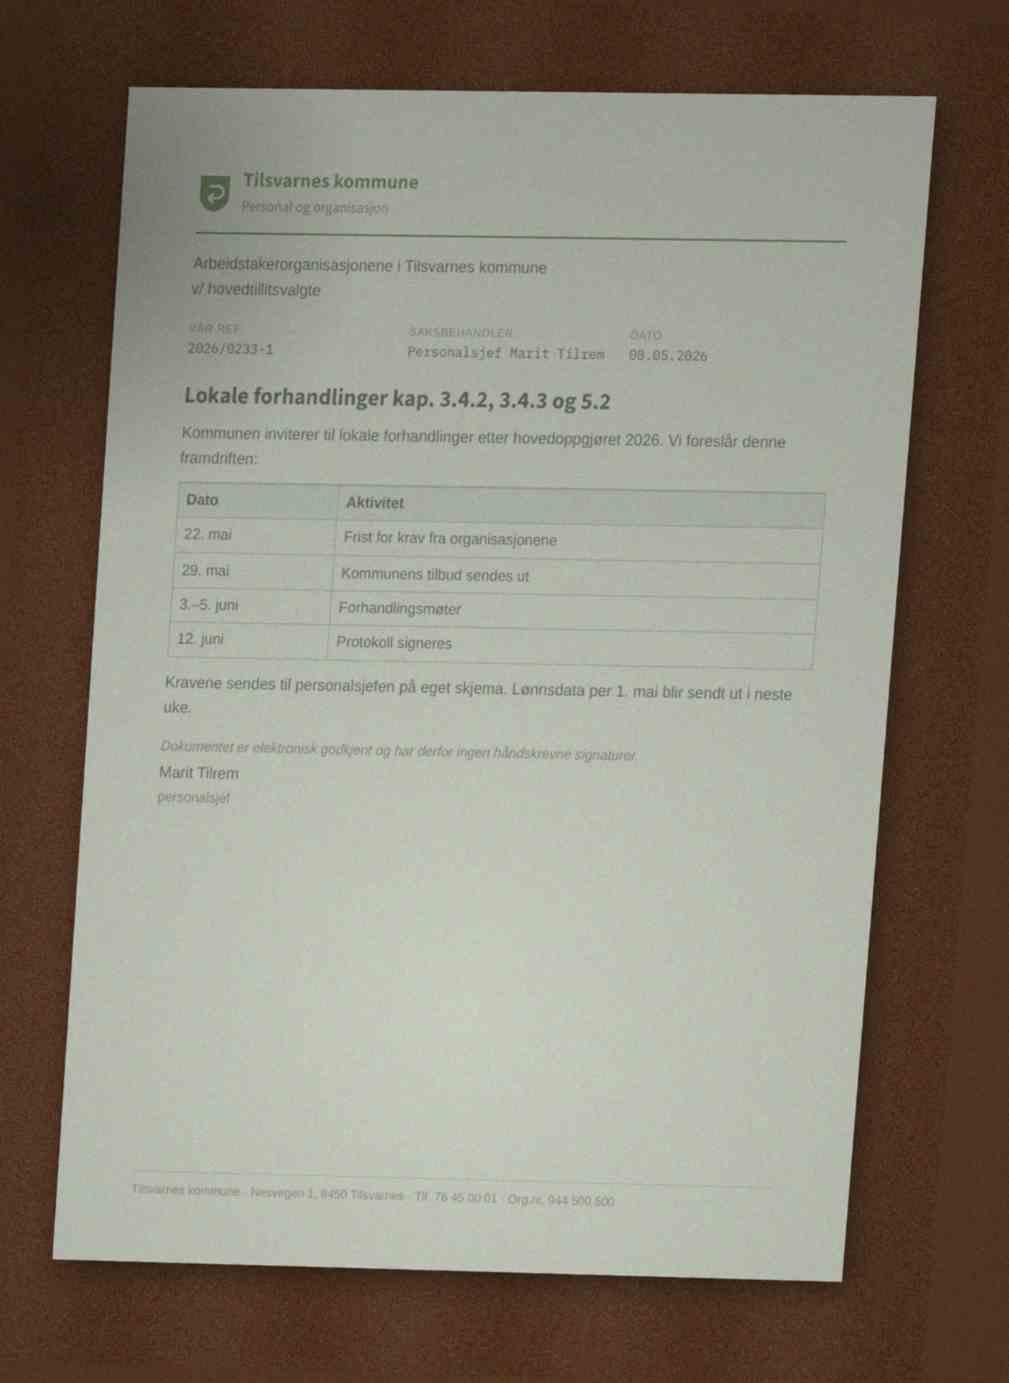 Tilsvarnes kommune
Personal og organisasjon
Arbeidstakerorganisasjonene i Tilsvarnes kommune
v/ hovedtillitsvalgte
VÅR REF.
SAKSBEHANDLER
DATO
2026/0233-1
Personalsjef Marit Tilrem
08.05.2026
Lokale forhandlinger kap. 3.4.2, 3.4.3 og 5.2
Kommunen inviterer til lokale forhandlinger etter hovedoppgjøret 2026. Vi foreslår denne
framdriften:
Dato
Aktivitet
22. mai
Frist for krav fra organisasjonene
29. mai
Kommunens tilbud sendes ut
3.–5. juni
Forhandlingsmøter
12. juni
Protokoll signeres
Kravene sendes til personalsjefen på eget skjema. Lønnsdata per 1. mai blir sendt ut i neste
uke.
Dokumentet er elektronisk godkjent og har derfor ingen håndskrevne signaturer.
Marit Tilrem
personalsjef
Tilsvarnes kommune · Nesvegen 1, 8450 Tilsvarnes · Tlf. 76 45 00 01 · Org.nr. 944 500 500